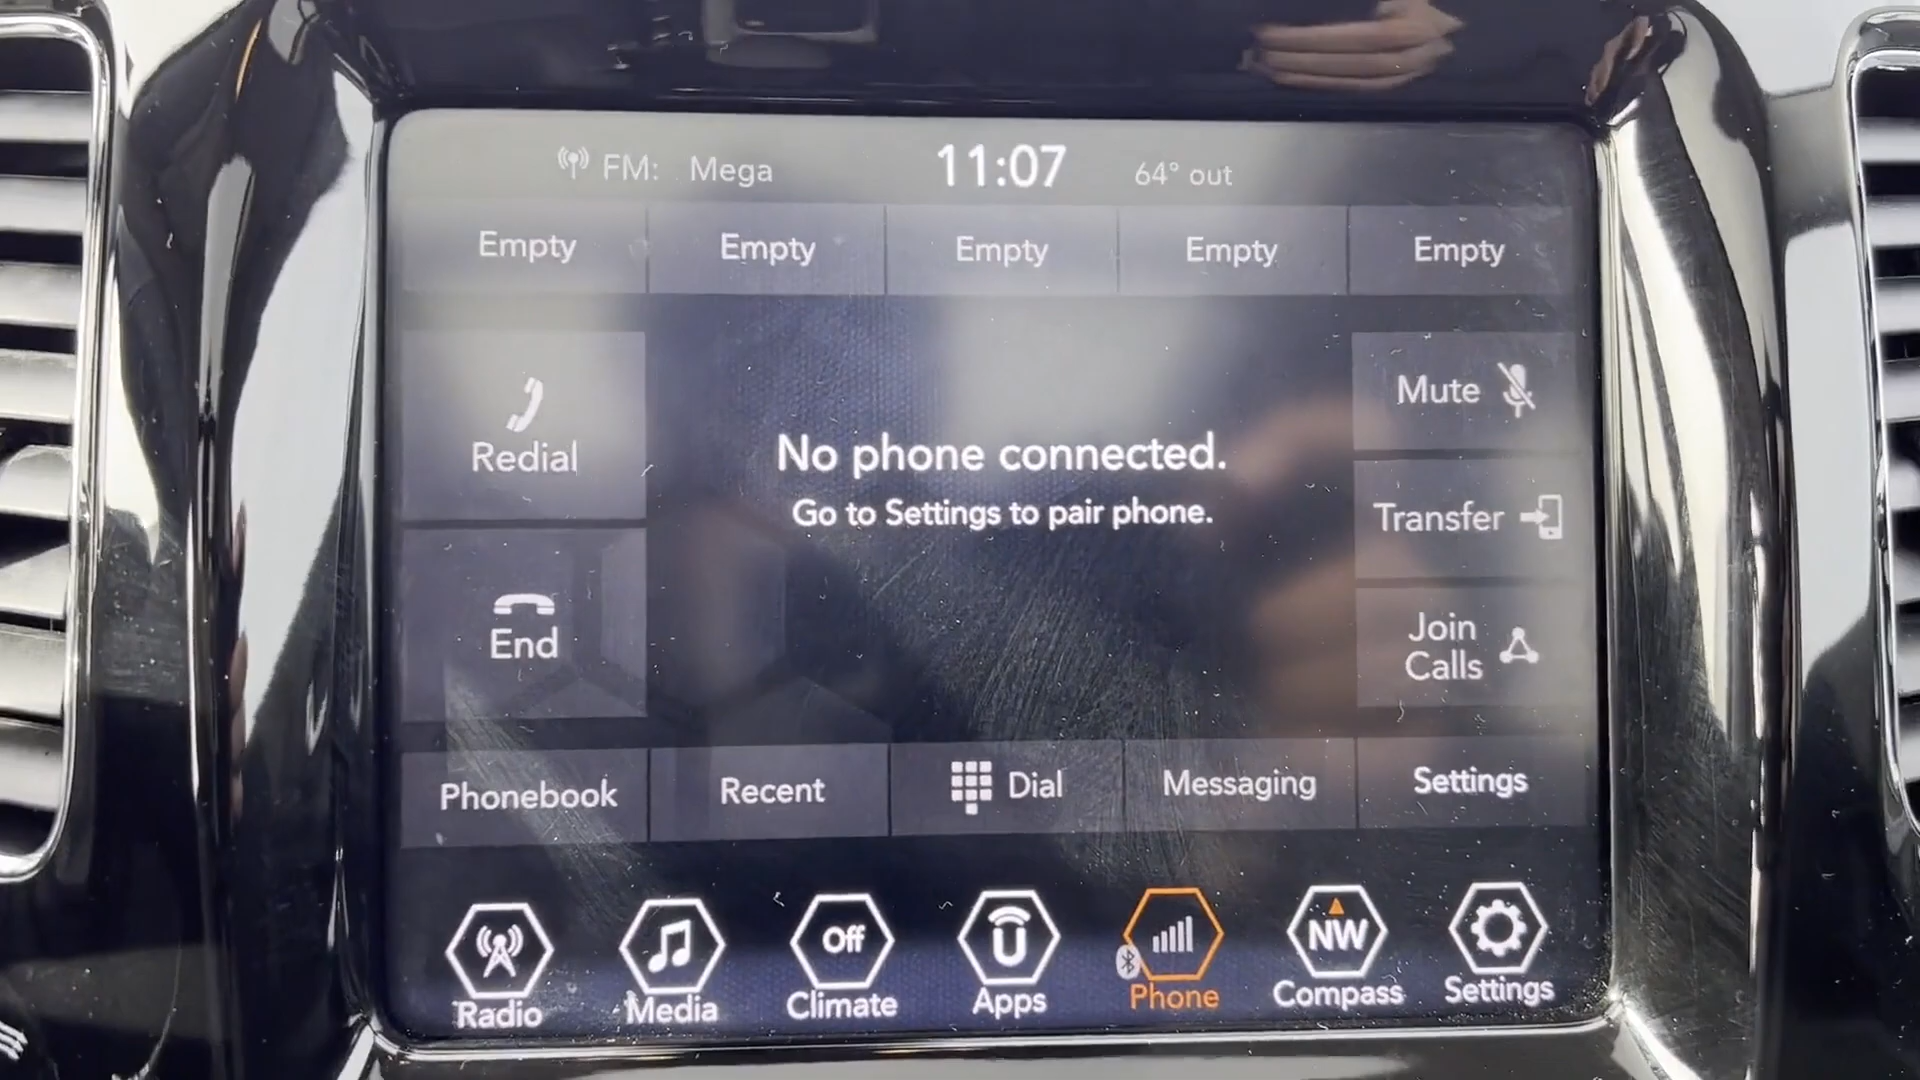 FM: Mega 11:07 64° out
Empty Empty Empty Empty Empty
Redial
No phone connected.
Go to Settings to pair phone.
Mute
Transfer
End
Join
Calls
Phonebook Recent Dial Messaging Settings
Off U NW
Radio Media Climate Apps Phone Compass Settings